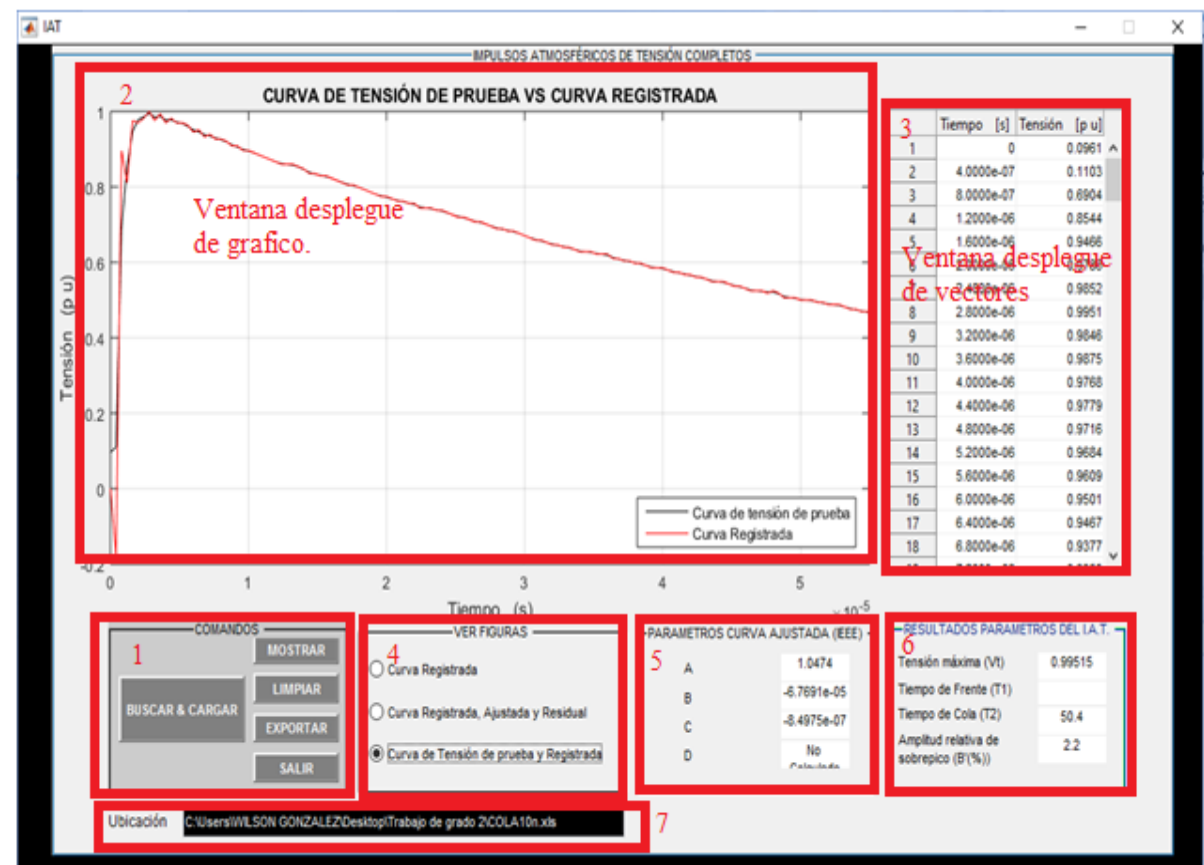 IAT
IMPULSOS ATMOSFÉRICOS DE TENSIÓN COMPLETOS
2
CURVA DE TENSIÓN DE PRUEBA VS CURVA REGISTRADA
1
0.8
0.6
0.4
0.2
0
-0.2
Tensión (p u)
Ventana desplegue
de grafico.
Curva de tensión de prueba
Curva Registrada
0 1 2 3 4 5
Tiempo (s)
× 10-5
3
Tiempo [s] Tensión [p u]
1 0 0.0961
2 4.0000e-07 0.1103
3 8.0000e-07 0.6904
4 1.2000e-06 0.8544
5 1.6000e-06 0.9466
6
Ventana desplegue
de vectores
0.9852
8 2.8000e-06 0.9951
9 3.2000e-06 0.9846
10 3.6000e-06 0.9875
11 4.0000e-06 0.9768
12 4.4000e-06 0.9779
13 4.8000e-06 0.9716
14 5.2000e-06 0.9684
15 5.6000e-06 0.9609
16 6.0000e-06 0.9501
17 6.4000e-06 0.9467
18 6.8000e-06 0.9377
COMANDOS
1
MOSTRAR
BUSCAR & CARGAR
LIMPIAR
EXPORTAR
SALIR
VER FIGURAS
4
Curva Registrada
Curva Registrada, Ajustada y Residual
Curva de Tensión de prueba y Registrada
PARAMETROS CURVA AJUSTADA (IEEE)
5
A 1.0474
B -6.7691e-05
C -8.4975e-07
D No
Calculado
RESULTADOS PARAMETROS DEL I.A.T.
6
Tensión máxima (Vt) 0.99515
Tiempo de Frente (T1)
Tiempo de Cola (T2) 50.4
Amplitud relativa de
sobrepico (B'(%)) 2.2
Ubicación C:\Users\WILSON GONZALEZ\Desktop\Trabajo de grado 2\COLA10n.xls
7